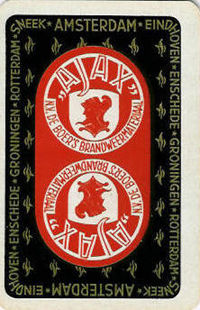 SNEEK * AMSTERDAM * EINDHOVEN * ENSCHEDE * GRONINGEN * ROTTERDAM *
„AJAX”
N.V. DE BOER'S BRANDWEERMATERIAAL
„AJAX”
N.V. DE BOER'S BRANDWEERMATERIAAL
SNEEK * AMSTERDAM * EINDHOVEN * ENSCHEDE * GRONINGEN * ROTTERDAM *